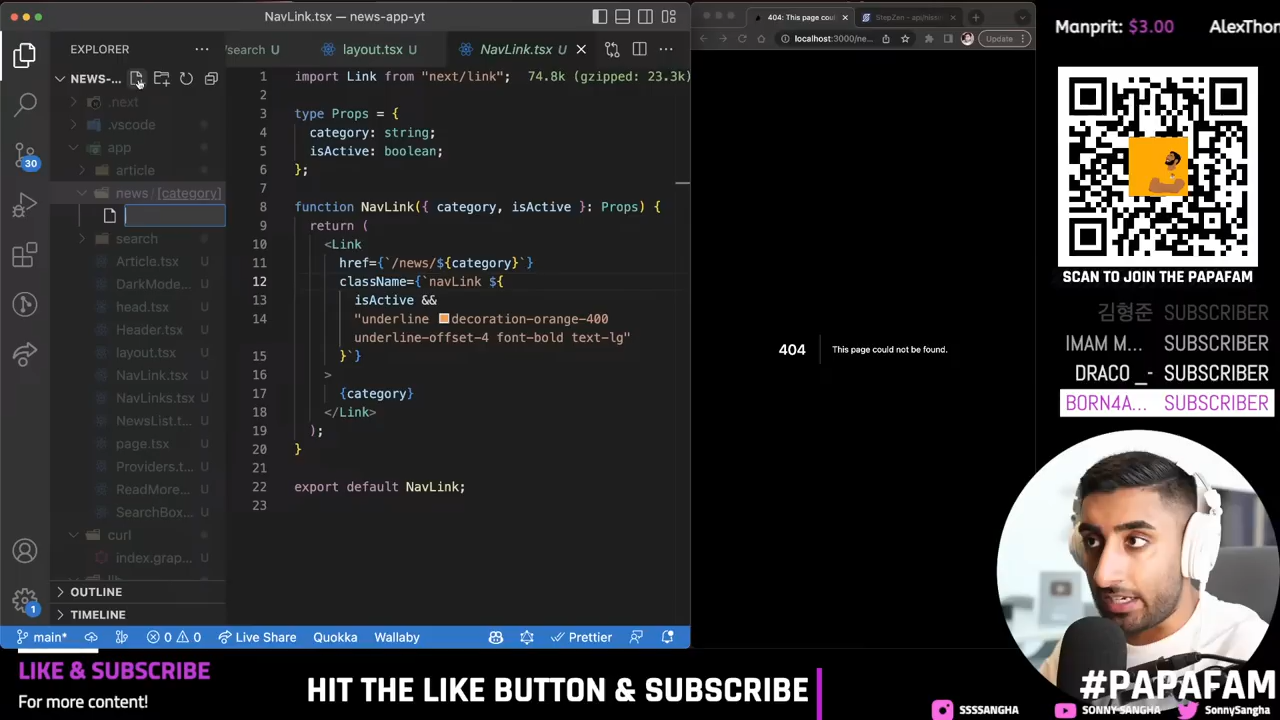 NavLink.tsx — news-app-yt
EXPLORER
/search U
layout.tsx U
NavLink.tsx U
NEWS-...
.next
.vscode
app
article
news / [category]
search
Article.tsx U
DarkMode... U
head.tsx U
Header.tsx U
layout.tsx U
NavLink.tsx U
NavLinks.tsx U
NewsList.t... U
page.tsx U
Providers.t... U
ReadMore... U
SearchBox... U
curl
index.grap... U
OUTLINE
TIMELINE
30
1
1 import Link from "next/link"; 74.8k (gzipped: 23.3k)
2
3 type Props = {
4 category: string;
5 isActive: boolean;
6 };
7
8 function NavLink({ category, isActive }: Props) {
9 return (
10 <Link
11 href={`/news/${category}`}
12 className={`navLink ${
13 isActive &&
14 "underline decoration-orange-400
underline-offset-4 font-bold text-lg"
15 }`}
16 >
17 {category}
18 </Link>
19 );
20 }
21
22 export default NavLink;
23
main* 0 0 Live Share Quokka Wallaby Prettier
404: This page coul
StepZen - api/nissu
localhost:3000/ne...
Update
404
This page could not be found.
Manprit: $3.00 AlexThon
SCAN TO JOIN THE PAPAFAM
김형준 SUBSCRIBER
IMAM M... SUBSCRIBER
DRACO _- SUBSCRIBER
BORN4A... SUBSCRIBER
LIKE & SUBSCRIBE
For more content!
HIT THE LIKE BUTTON & SUBSCRIBE
#PAPAFAM
SSSSANGHA
SONNY SANGHA
SonnySangha